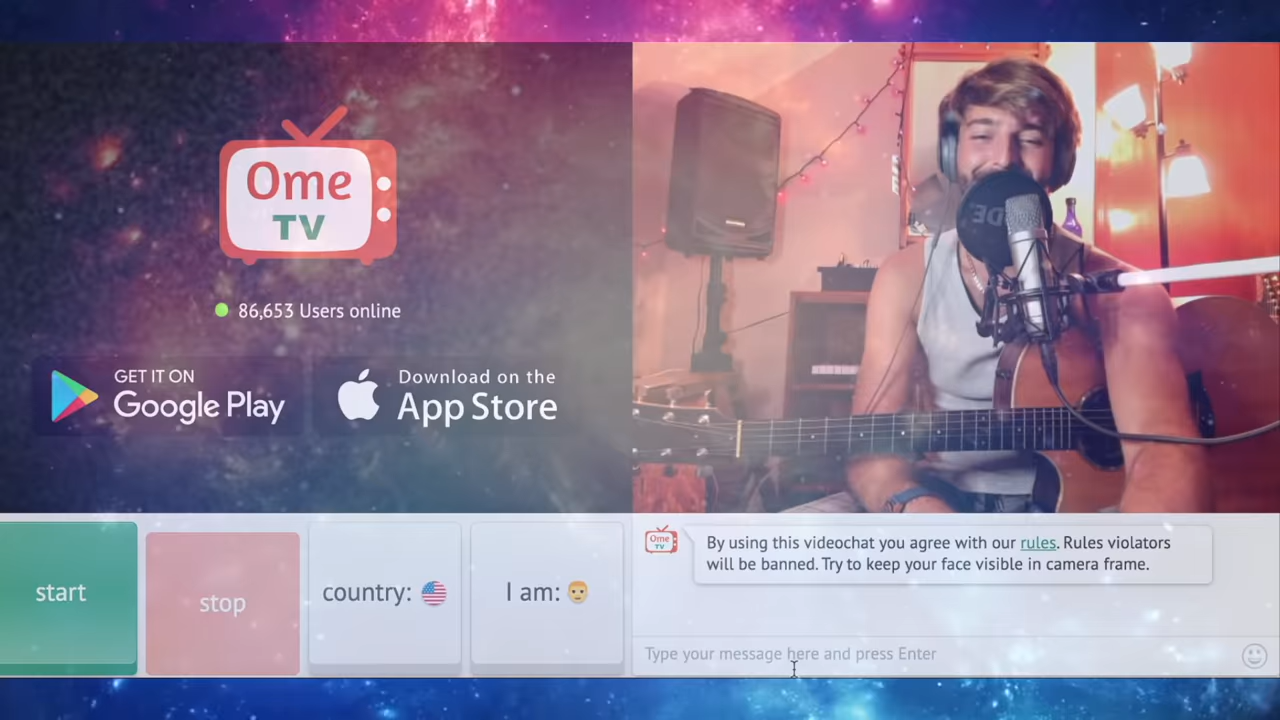 Ome
TV
86,653 Users online
GET IT ON
Google Play
Download on the
App Store
start
stop
country:
I am:
Ome
TV
By using this videochat you agree with our rules. Rules violators
will be banned. Try to keep your face visible in camera frame.
Type your message here and press Enter